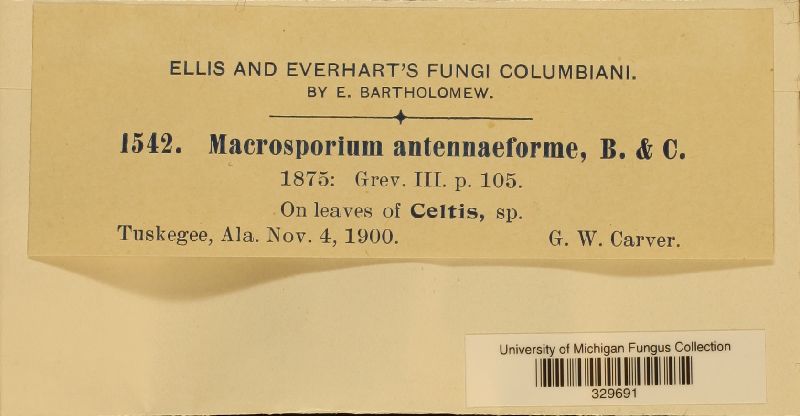 ELLIS AND EVERHART'S FUNGI COLUMBIANI.
BY E. BARTHOLOMEW.
1542. Macrosporium antennaeforme, B. & C.
1875: Grev. III. p. 105.
On leaves of Celtis, sp.
Tuskegee, Ala. Nov. 4, 1900. G. W. Carver.
University of Michigan Fungus Collection
329691